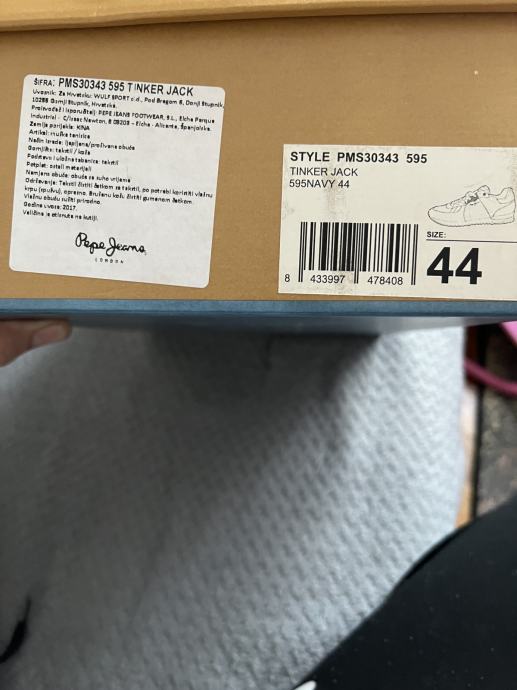 ŠIFRA: PMS30343 595 TINKER JACK
Uvoznik: Za Hrvatsku: WULF SPORT d.d., Pod Bregom 6, Donji Stupnik,
10255 Gornji Stupnik, Hrvatska.
Proizvođač i isporučitelj: PEPE JEANS FOOTWEAR, S.L., Elche Parque
Industrial - C/Issac Newton, 8 03203 - Elche - Alicante, Španjolska.
Zemlja porijekla: KINA
Artikal: muška tenisica
Način izrade: lijepljena/prošivana obuća
Gornjište: tekstil / koža
Podstava i uložna tabanica: tekstil
Potplat: ostali materijali
Namjena obuće: obuća za suho vrijeme
Održavanje: Tekstil čistiti četkom za tekstil, po potrebi koristiti vlažnu
krpu (spužvu), oprezno. Brušenu kožu čistiti gumenom četkom.
Vlažnu obuću sušiti prirodno.
Godina uvoza: 2017.
Veličina je otisnuta na kutiji.
Pepe Jeans
LONDON
STYLE PMS30343 595
TINKER JACK
595NAVY 44
SIZE:
44
8 433997 478408